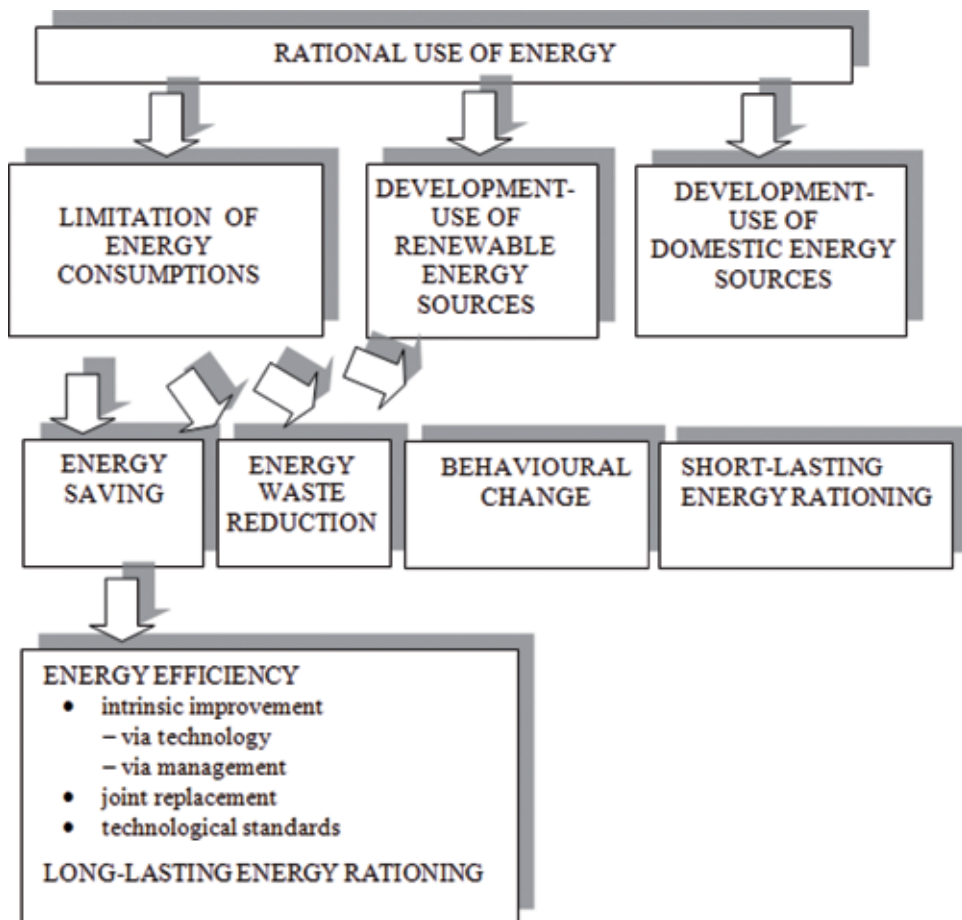 RATIONAL USE OF ENERGY
LIMITATION OF
ENERGY
CONSUMPTIONS
DEVELOPMENT-
USE OF
RENEWABLE
ENERGY
SOURCES
DEVELOPMENT-
USE OF
DOMESTIC ENERGY
SOURCES
ENERGY
SAVING
ENERGY
WASTE
REDUCTION
BEHAVIOURAL
CHANGE
SHORT-LASTING
ENERGY RATIONING
ENERGY EFFICIENCY
• intrinsic improvement
– via technology
– via management
• joint replacement
• technological standards
LONG-LASTING ENERGY RATIONING